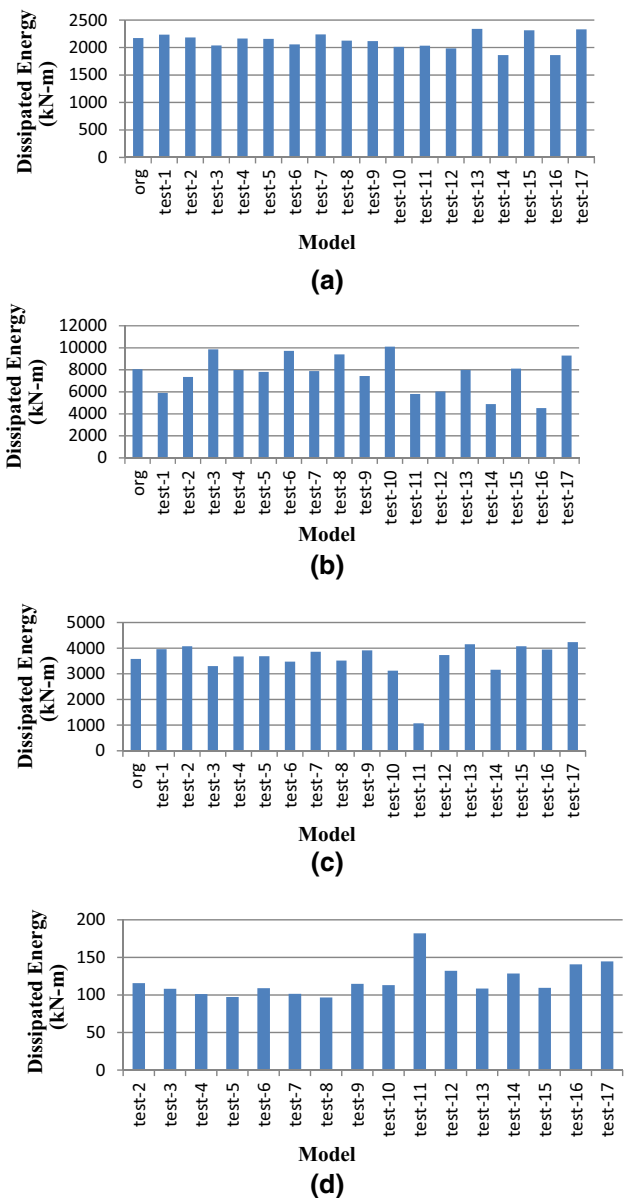 Dissipated Energy
(kN-m)
2500
2000
1500
1000
500
0
org
test-1
test-2
test-3
test-4
test-5
test-6
test-7
test-8
test-9
test-10
test-11
test-12
test-13
test-14
test-15
test-16
test-17
Model
(a)
Dissipated Energy
(kN-m)
12000
10000
8000
6000
4000
2000
0
org
test-1
test-2
test-3
test-4
test-5
test-6
test-7
test-8
test-9
test-10
test-11
test-12
test-13
test-14
test-15
test-16
test-17
Model
(b)
Dissipated Energy
(kN-m)
5000
4000
3000
2000
1000
0
org
test-1
test-2
test-3
test-4
test-5
test-6
test-7
test-8
test-9
test-10
test-11
test-12
test-13
test-14
test-15
test-16
test-17
Model
(c)
Dissipated Energy
(kN-m)
200
150
100
50
0
test-2
test-3
test-4
test-5
test-6
test-7
test-8
test-9
test-10
test-11
test-12
test-13
test-14
test-15
test-16
test-17
Model
(d)